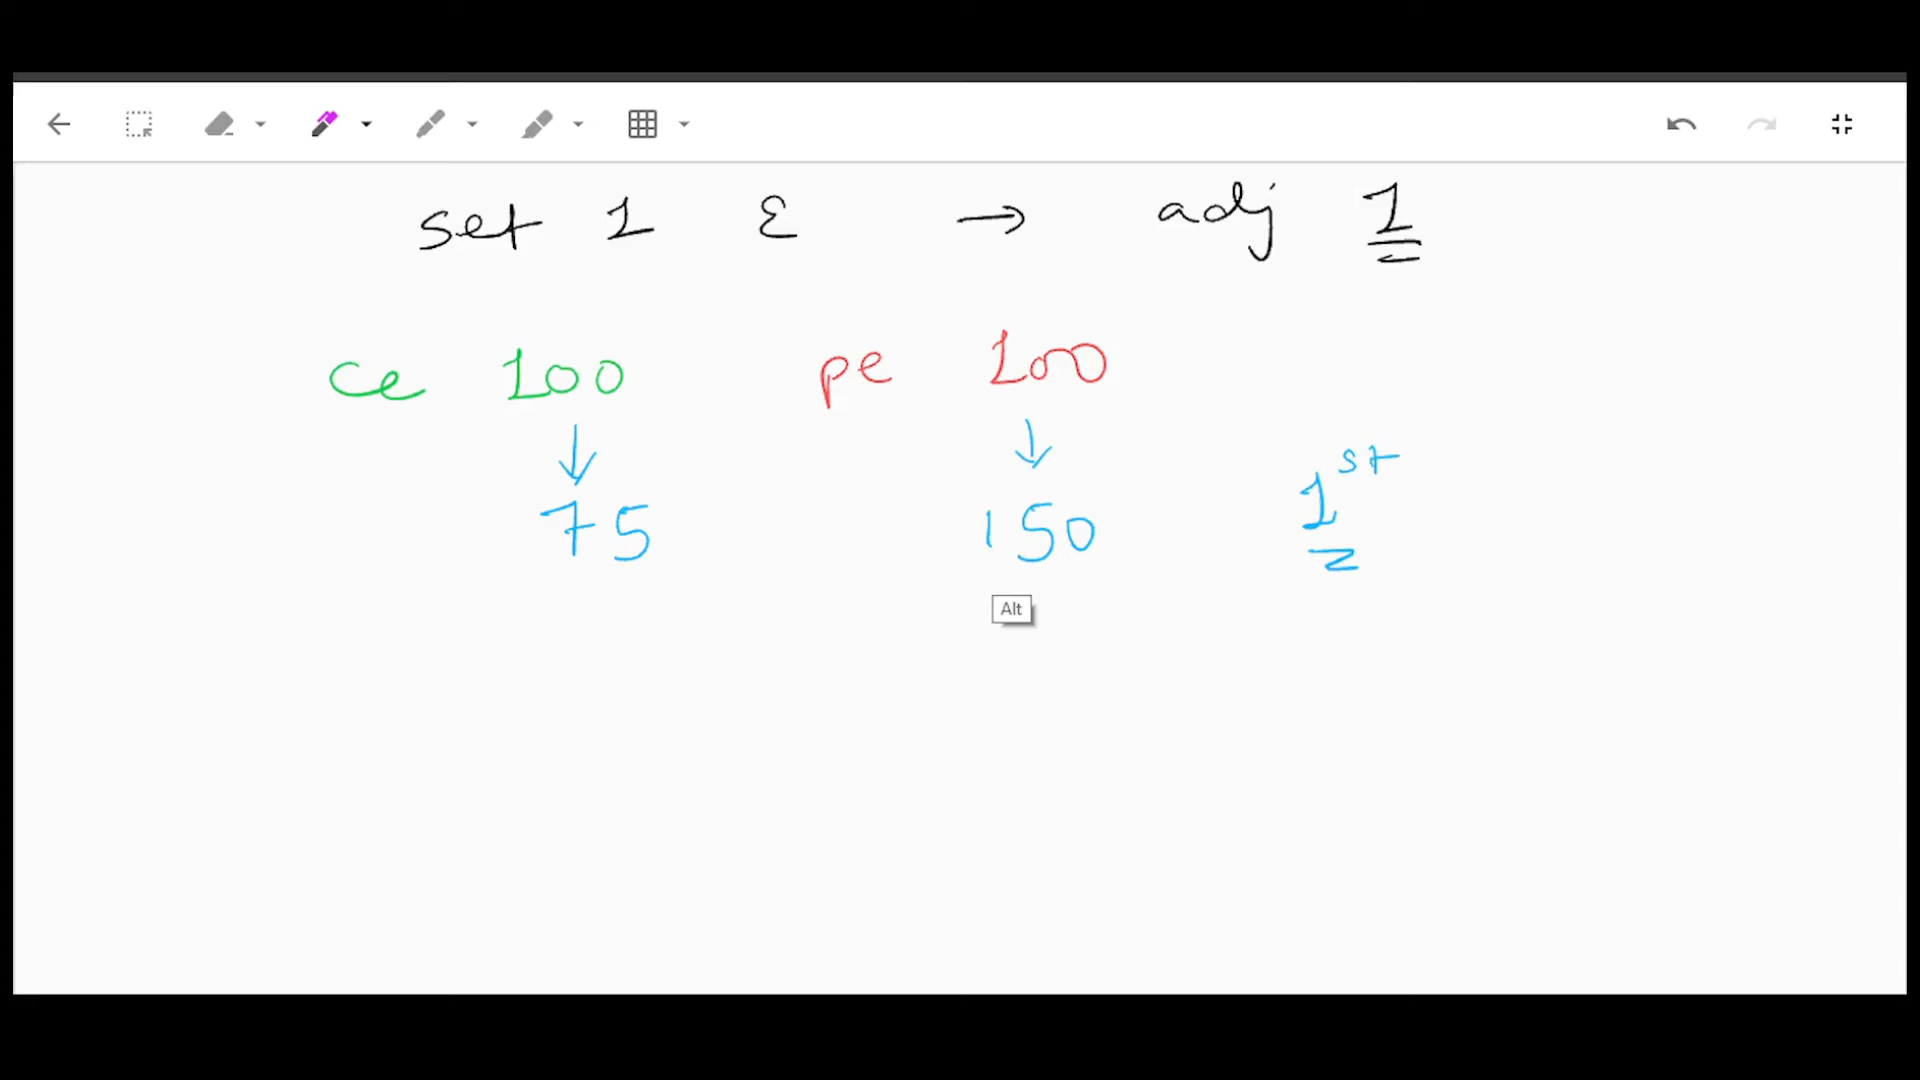 set 1 & → adj 1
ce 100 pe 100
↓ ↓
75 150 1st
Alt